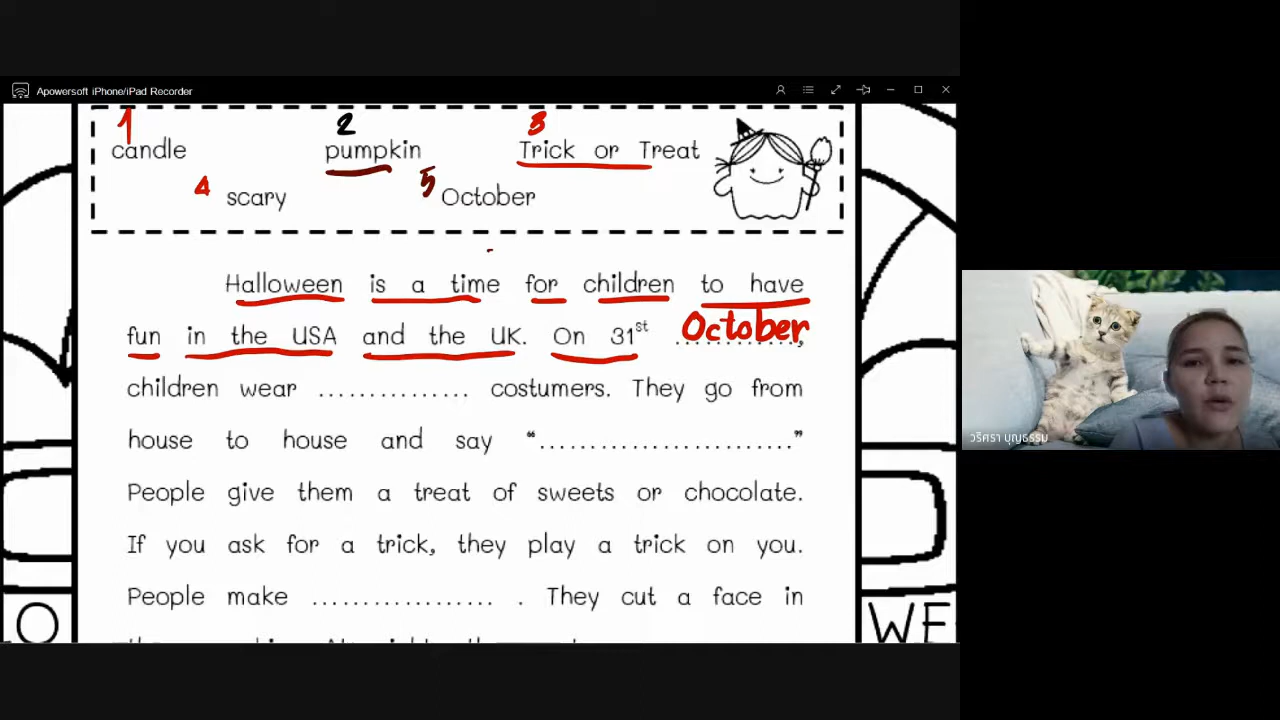 Apowersoft iPhone/iPad Recorder
1 2 3
candle pumpkin Trick or Treat
4 scary 5 October
Halloween is a time for children to have
fun in the USA and the UK. On 31st October,
children wear ............... costumers. They go from
house to house and say “.........................”
People give them a treat of sweets or chocolate.
If you ask for a trick, they play a trick on you.
People make .................. . They cut a face in
LO
WE
วริศรา บุญธรรม